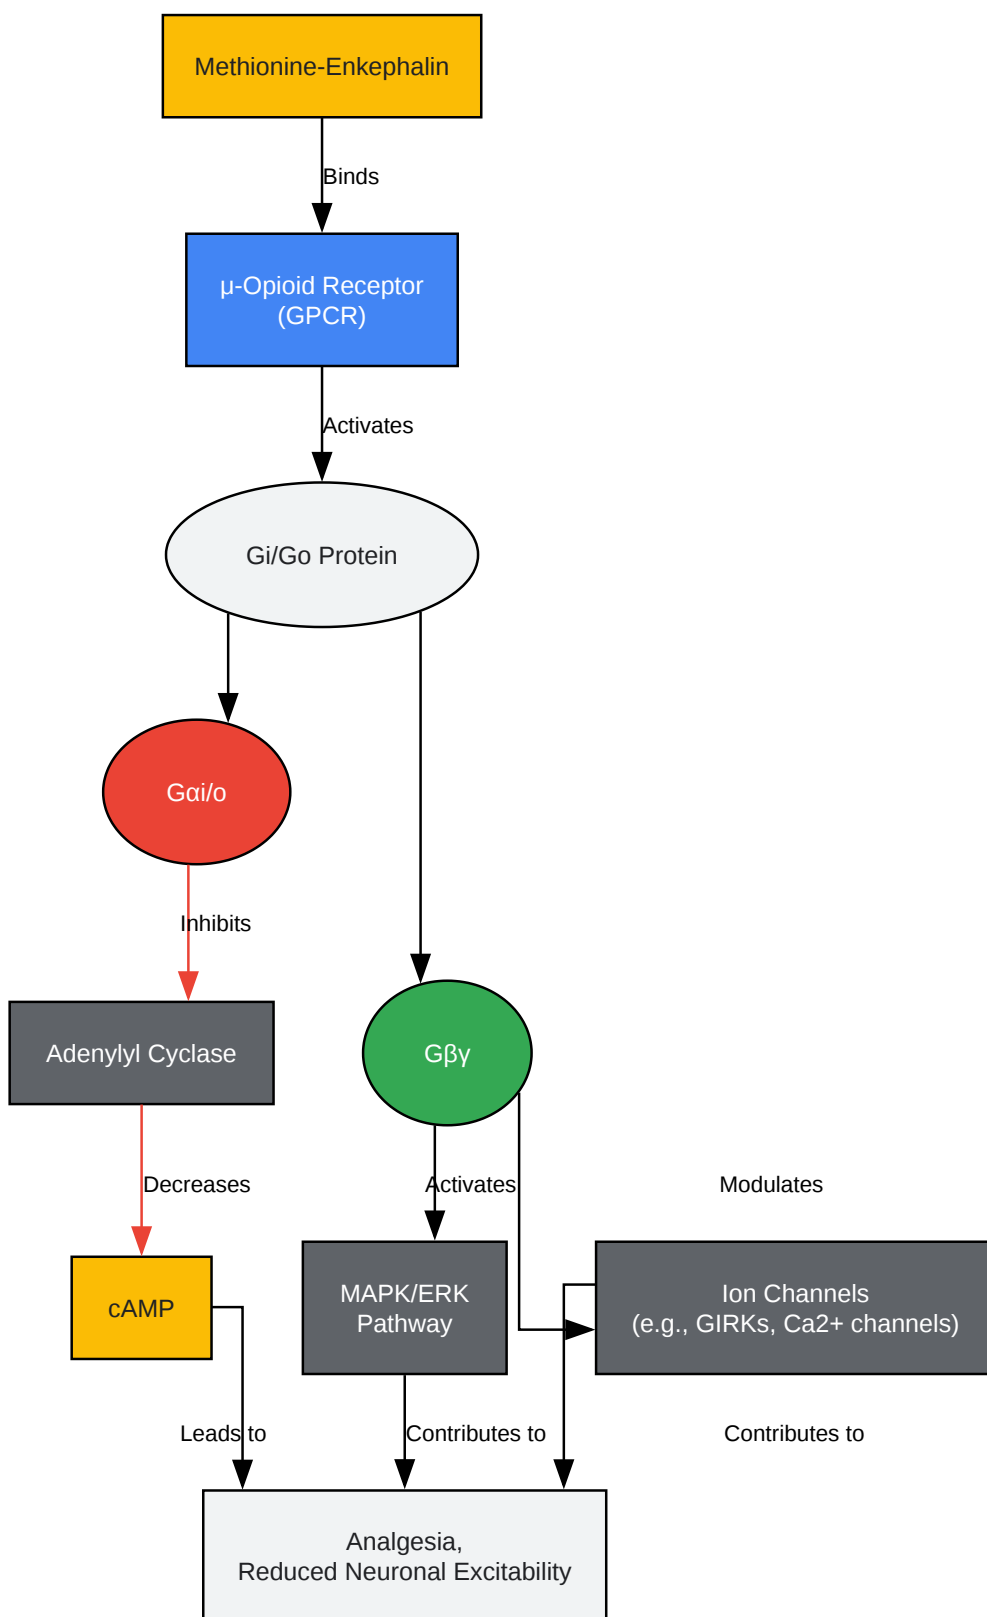 Methionine-Enkephalin
Binds
μ-Opioid Receptor
(GPCR)
Activates
Gi/Go Protein
Gαi/o
Inhibits
Adenylyl Cyclase
Gβγ
Decreases
Activates
Modulates
cAMP
MAPK/ERK
Pathway
Ion Channels
(e.g., GIRKs, Ca2+ channels)
Leads to
Contributes to
Contributes to
Analgesia,
Reduced Neuronal Excitability